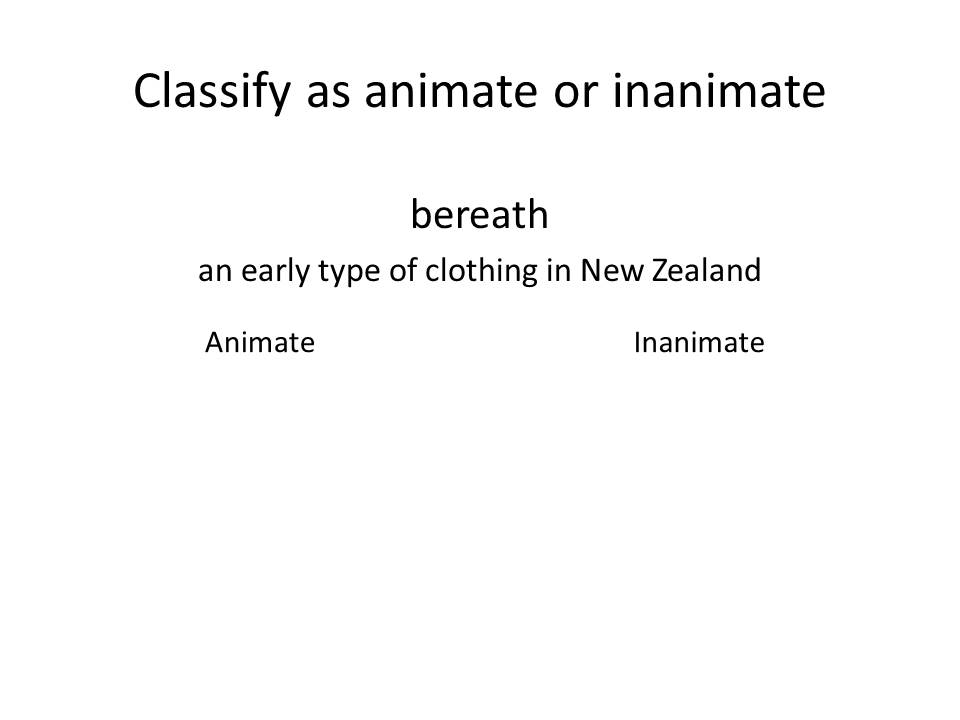 Classify as animate or inanimate
bereath
an early type of clothing in New Zealand
Animate Inanimate